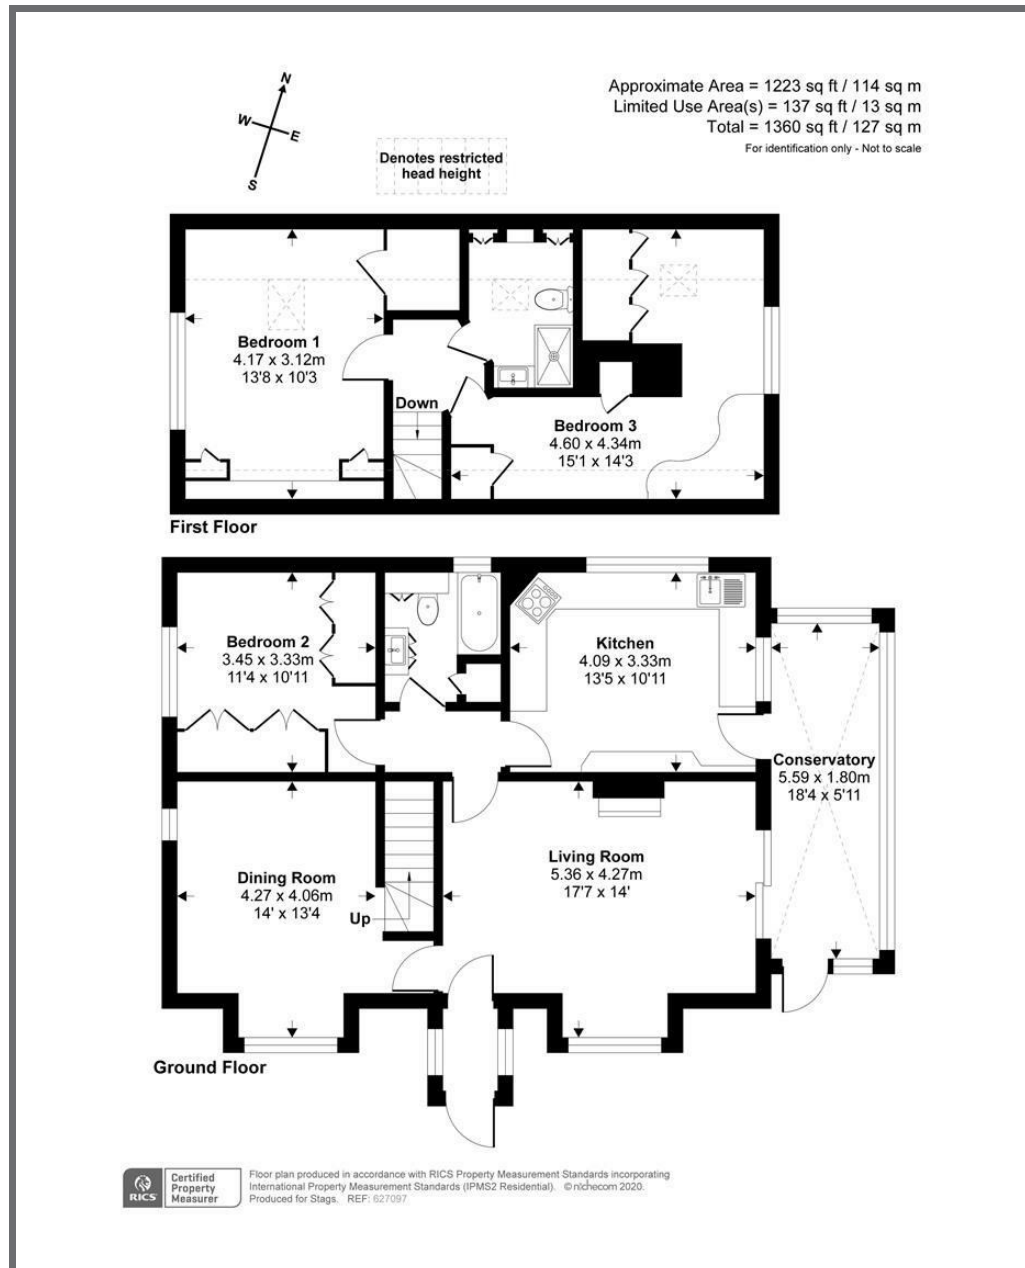 N
W
E
S
Approximate Area = 1223 sq ft / 114 sq m
Limited Use Area(s) = 137 sq ft / 13 sq m
Total = 1360 sq ft / 127 sq m
For identification only - Not to scale
Denotes restricted
head height
Bedroom 1
4.17 x 3.12m
13'8 x 10'3
Down
Bedroom 3
4.60 x 4.34m
15'1 x 14'3
First Floor
Bedroom 2
3.45 x 3.33m
11'4 x 10'11
Kitchen
4.09 x 3.33m
13'5 x 10'11
Conservatory
5.59 x 1.80m
18'4 x 5'11
Dining Room
4.27 x 4.06m
14' x 13'4
Up
Living Room
5.36 x 4.27m
17'7 x 14'
Ground Floor
RICS
Certified
Property
Measurer
Floor plan produced in accordance with RICS Property Measurement Standards incorporating
International Property Measurement Standards (IPMS2 Residential). © nichecom 2020.
Produced for Stags. REF: 627097